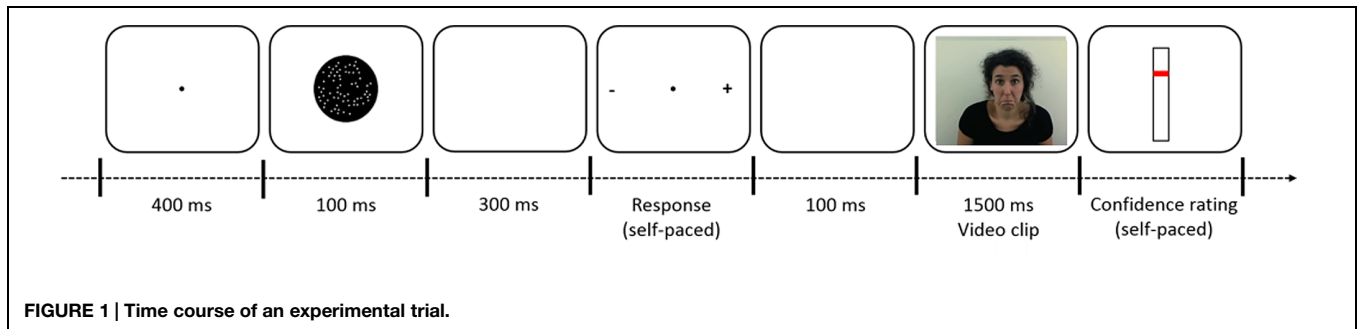 - +
400 ms
100 ms
300 ms
Response
(self-paced)
100 ms
1500 ms
Video clip
Confidence rating
(self-paced)
FIGURE 1 | Time course of an experimental trial.